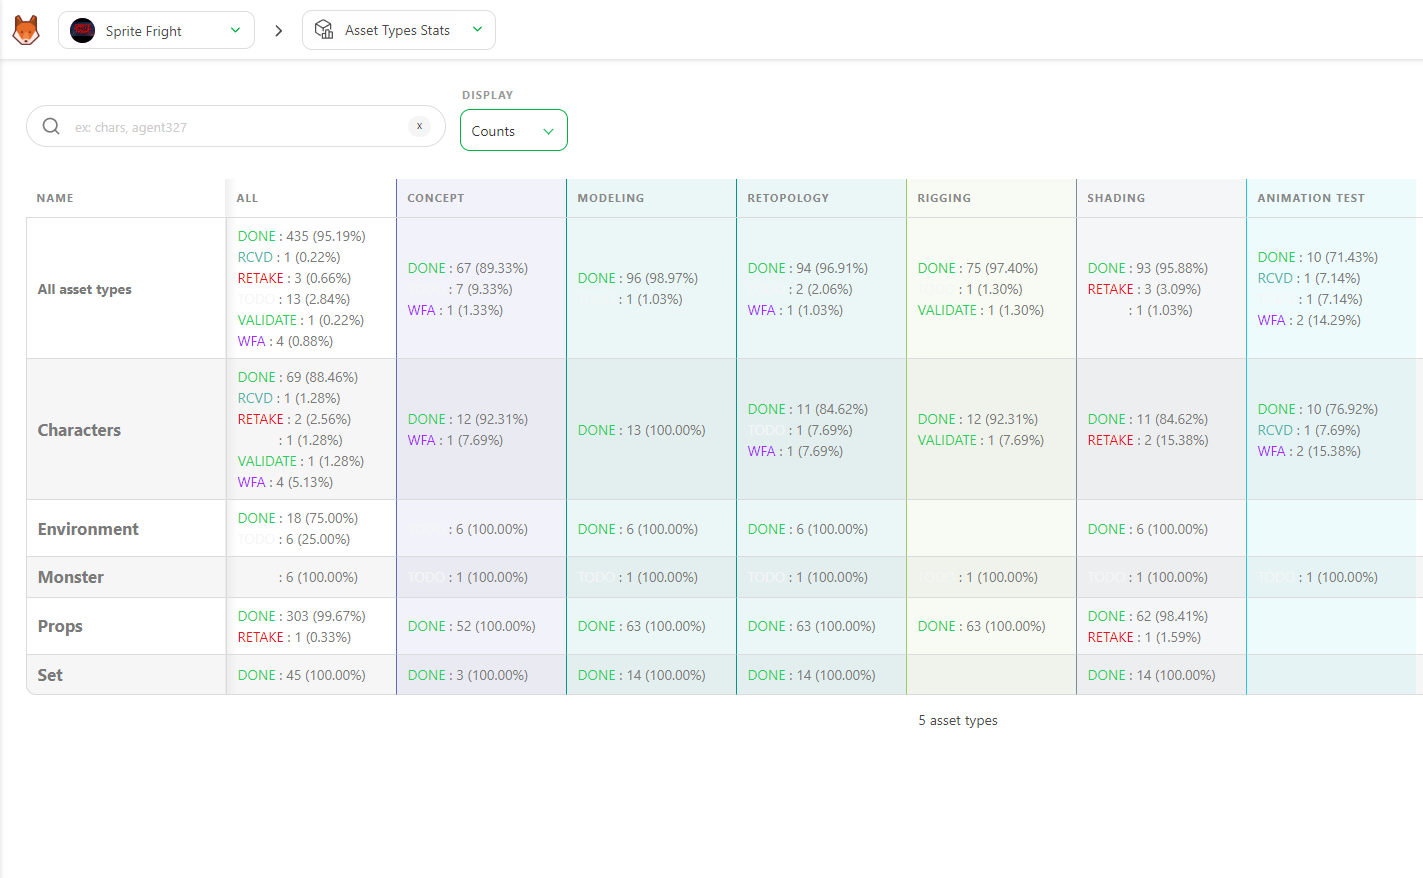 Sprite Fright
Asset Types Stats
DISPLAY
ex: chars, agent327
x
Counts
NAME ALL CONCEPT MODELING RETOPOLOGY RIGGING SHADING ANIMATION TEST
All asset types
DONE : 435 (95.19%)
RCVD : 1 (0.22%)
RETAKE : 3 (0.66%)
TODO : 13 (2.84%)
VALIDATE : 1 (0.22%)
WFA : 4 (0.88%)
DONE : 67 (89.33%)
: 7 (9.33%)
WFA : 1 (1.33%)
DONE : 96 (98.97%)
: 1 (1.03%)
DONE : 94 (96.91%)
: 2 (2.06%)
WFA : 1 (1.03%)
DONE : 75 (97.40%)
: 1 (1.30%)
VALIDATE : 1 (1.30%)
DONE : 93 (95.88%)
RETAKE : 3 (3.09%)
: 1 (1.03%)
DONE : 10 (71.43%)
RCVD : 1 (7.14%)
: 1 (7.14%)
WFA : 2 (14.29%)
Characters
DONE : 69 (88.46%)
RCVD : 1 (1.28%)
RETAKE : 2 (2.56%)
: 1 (1.28%)
VALIDATE : 1 (1.28%)
WFA : 4 (5.13%)
DONE : 12 (92.31%)
WFA : 1 (7.69%)
DONE : 13 (100.00%)
DONE : 11 (84.62%)
TODO : 1 (7.69%)
WFA : 1 (7.69%)
DONE : 12 (92.31%)
VALIDATE : 1 (7.69%)
DONE : 11 (84.62%)
RETAKE : 2 (15.38%)
DONE : 10 (76.92%)
RCVD : 1 (7.69%)
WFA : 2 (15.38%)
Environment
DONE : 18 (75.00%)
TODO : 6 (25.00%)
: 6 (100.00%)
DONE : 6 (100.00%)
DONE : 6 (100.00%)
DONE : 6 (100.00%)
Monster
: 6 (100.00%)
TODO : 1 (100.00%)
TODO : 1 (100.00%)
TODO : 1 (100.00%)
TODO : 1 (100.00%)
TODO : 1 (100.00%)
TODO : 1 (100.00%)
Props
DONE : 303 (99.67%)
RETAKE : 1 (0.33%)
DONE : 52 (100.00%)
DONE : 63 (100.00%)
DONE : 63 (100.00%)
DONE : 63 (100.00%)
DONE : 62 (98.41%)
RETAKE : 1 (1.59%)
Set
DONE : 45 (100.00%)
DONE : 3 (100.00%)
DONE : 14 (100.00%)
DONE : 14 (100.00%)
DONE : 14 (100.00%)
5 asset types